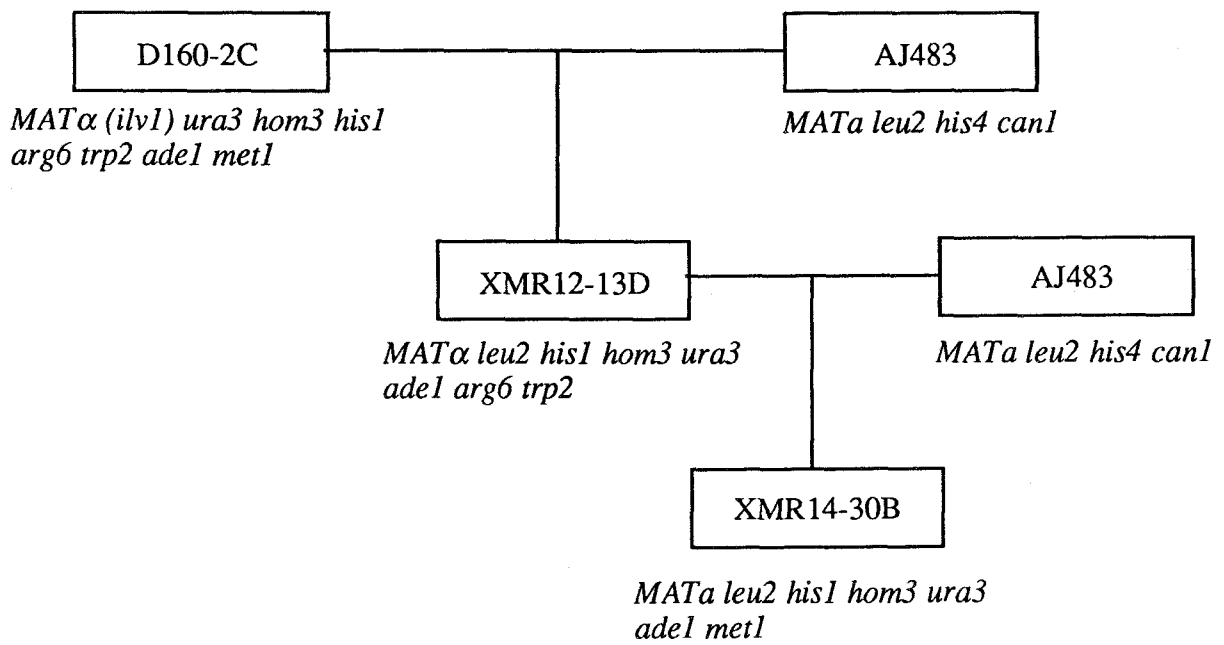 D160-2C
AJ483
MATα (ilv1) ura3 hom3 his1
arg6 trp2 ade1 met1
MATa leu2 his4 can1
XMR12-13D
AJ483
MATα leu2 his1 hom3 ura3
ade1 arg6 trp2
MATa leu2 his4 can1
XMR14-30B
MATa leu2 his1 hom3 ura3
ade1 met1